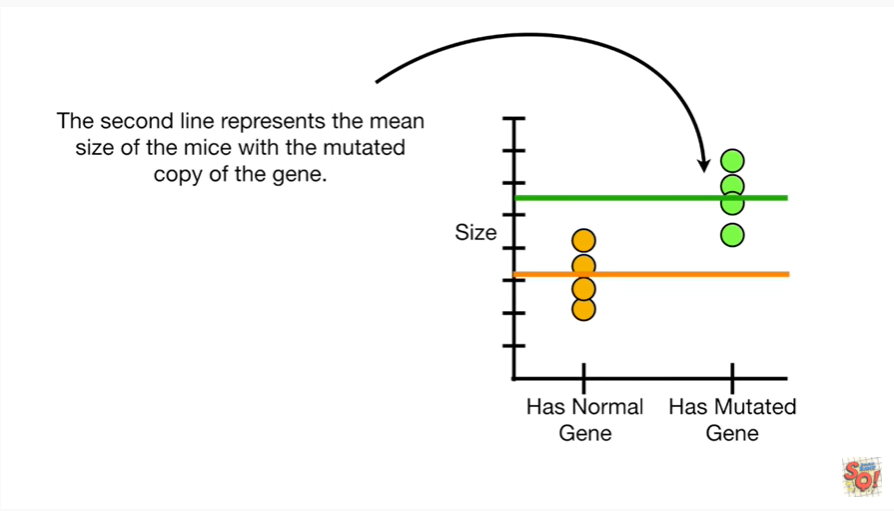 The second line represents the mean
size of the mice with the mutated
copy of the gene.
Size
Has Normal
Gene
Has Mutated
Gene
SQ!